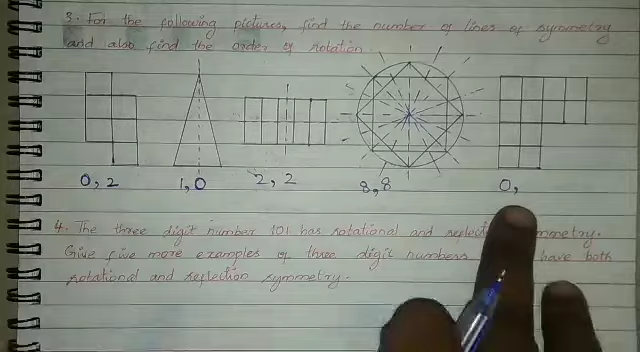 3. For the following pictures, find the number of lines of symmetry
and also find the order of rotation
0, 2 1, 0 2, 2 8, 8 0,
4. The three digit number 101 has rotational and
Give five more examples of three digit numbers have both
rotational and reflection symmetry.